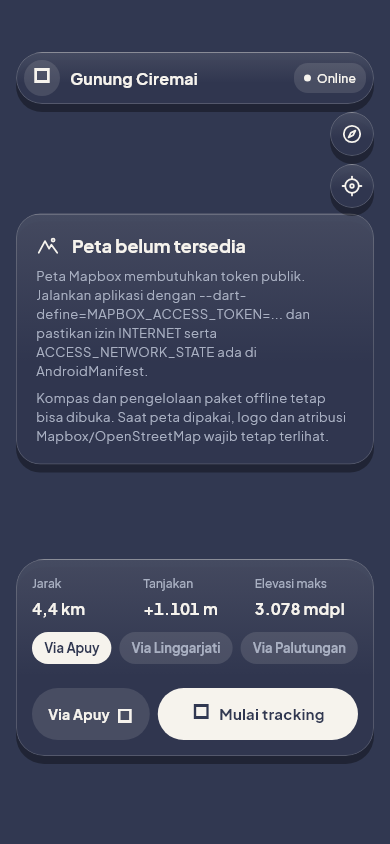 Gunung Ciremai
Online
Peta belum tersedia
Peta Mapbox membutuhkan token publik.
Jalankan aplikasi dengan --dart-
define=MAPBOX_ACCESS_TOKEN=... dan
pastikan izin INTERNET serta
ACCESS_NETWORK_STATE ada di
AndroidManifest.
Kompas dan pengelolaan paket offline tetap
bisa dibuka. Saat peta dipakai, logo dan atribusi
Mapbox/OpenStreetMap wajib tetap terlihat.
Jarak Tanjakan Elevasi maks
4,4 km +1.101 m 3.078 mdpl
Via Apuy Via Linggarjati Via Palutungan
Via Apuy Mulai tracking